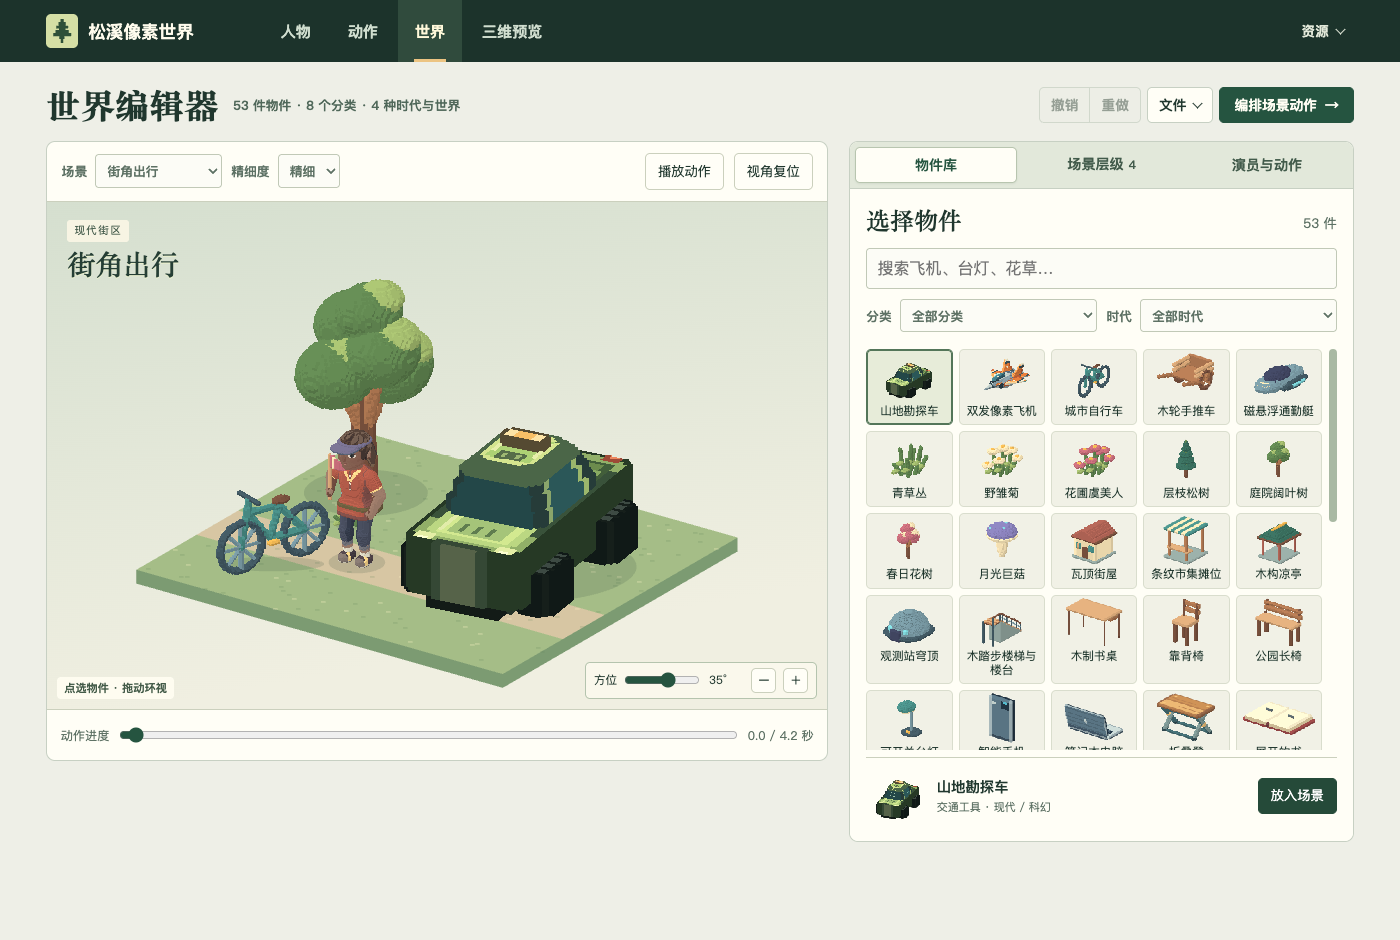 松溪像素世界
人物
动作
世界
三维预览
资源
世界编辑器
53 件物件 · 8 个分类 · 4 种时代与世界
撤销
重做
文件
编排场景动作 →
场景
街角出行
精细度
精细
播放动作
视角复位
现代街区
街角出行
点选物件 · 拖动环视
方位
35°
动作进度
0.0 / 4.2 秒
物件库
场景层级 4
演员与动作
选择物件
53 件
搜索飞机、台灯、花草…
分类
全部分类
时代
全部时代
山地勘探车
双发像素飞机
城市自行车
木轮手推车
磁悬浮通勤艇
青草丛
野雏菊
花圃虞美人
层枝松树
庭院阔叶树
春日花树
月光巨菇
瓦顶街屋
条纹市集摊位
木构凉亭
观测站穹顶
木踏步楼梯与
楼台
木制书桌
靠背椅
公园长椅
山地勘探车
交通工具 · 现代 / 科幻
放入场景